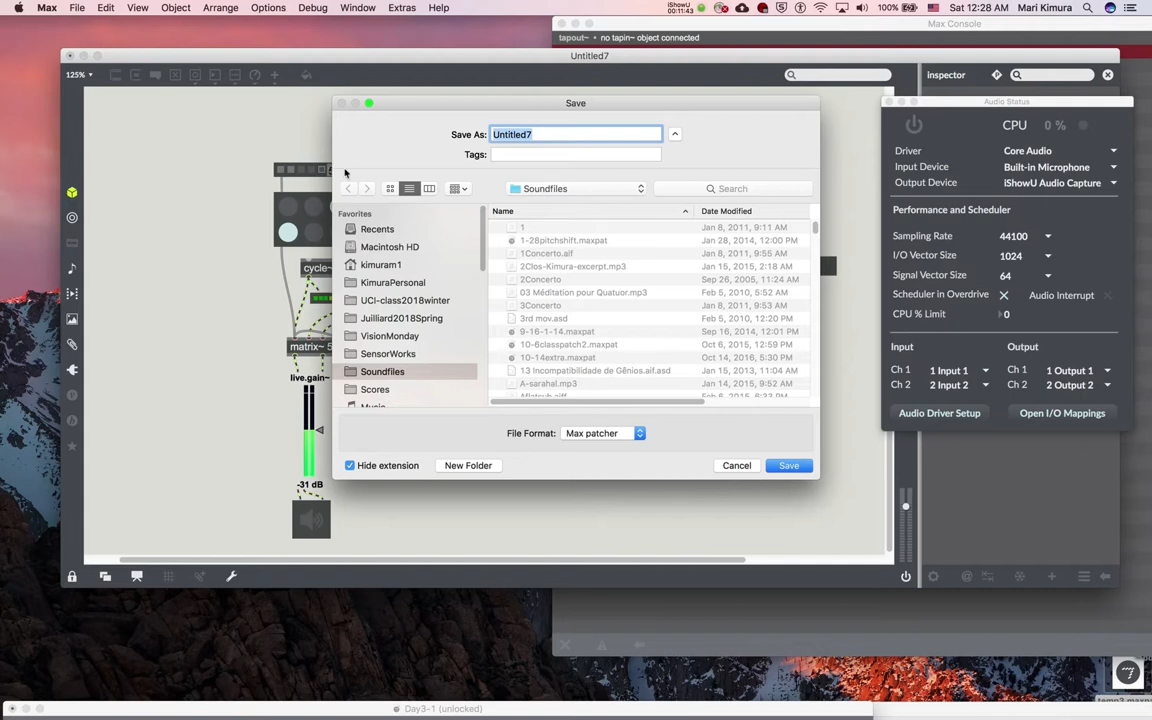 Max File Edit View Object Arrange Options Debug Window Extras Help
iShowU
00:11:43
5
100%
Sat 12:28 AM Mari Kimura
Max Console
tapout~ • no tapin~ object connected
Untitled7
125%
inspector
Save
Audio Status
Save As: Untitled7
Tags:
CPU 0 %
Driver Core Audio
Input Device Built-in Microphone
Output Device iShowU Audio Capture
Soundfiles
Search
Favorites
Name Date Modified
Performance and Scheduler
Recents
1 Jan 8, 2011, 9:11 AM
Macintosh HD
1-28pitchshift.maxpat Jan 28, 2014, 12:00 PM
Sampling Rate 44100
1Concerto.aif Jan 8, 2011, 8:55 AM
I/O Vector Size 1024
kimuram1
2Clos-Kimura-excerpt.mp3 Jan 15, 2015, 2:18 AM
cycle~
Signal Vector Size 64
KimuraPersonal
2Concerto Sep 26, 2005, 11:24 AM
UCI-class2018winter
03 Méditation pour Quatuor.mp3 Feb 5, 2010, 5:52 AM
Scheduler in Overdrive Audio Interrupt
3Concerto Jan 8, 2011, 9:53 AM
CPU % Limit 0
Juilliard2018Spring
3rd mov.asd Feb 5, 2010, 12:20 PM
VisionMonday
9-16-1-14.maxpat Sep 16, 2014, 12:01 PM
matrix~ 5
10-6classpatch2.maxpat Oct 6, 2015, 12:59 PM
Input Output
SensorWorks
10-14extra.maxpat Oct 14, 2016, 5:30 PM
Soundfiles
13 Incompatibilidade de Gênios.aif.asd Jan 15, 2013, 11:04 AM
Ch 1 1 Input 1 Ch 1 1 Output 1
live.gain~
A-sarahal.mp3 Jan 14, 2015, 9:52 AM
Ch 2 2 Input 2 Ch 2 2 Output 2
Scores
Music
Audio Driver Setup Open I/O Mappings
File Format: Max patcher
Hide extension New Folder Cancel Save
-31 dB
Day3-1 (unlocked)